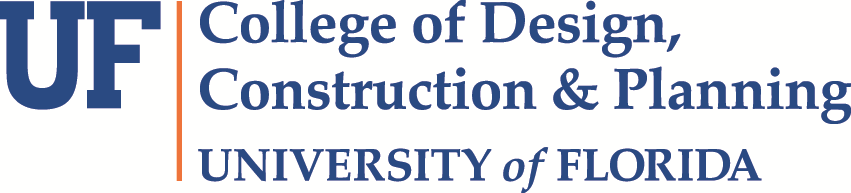 UF
College of Design,
Construction & Planning
UNIVERSITY of FLORIDA